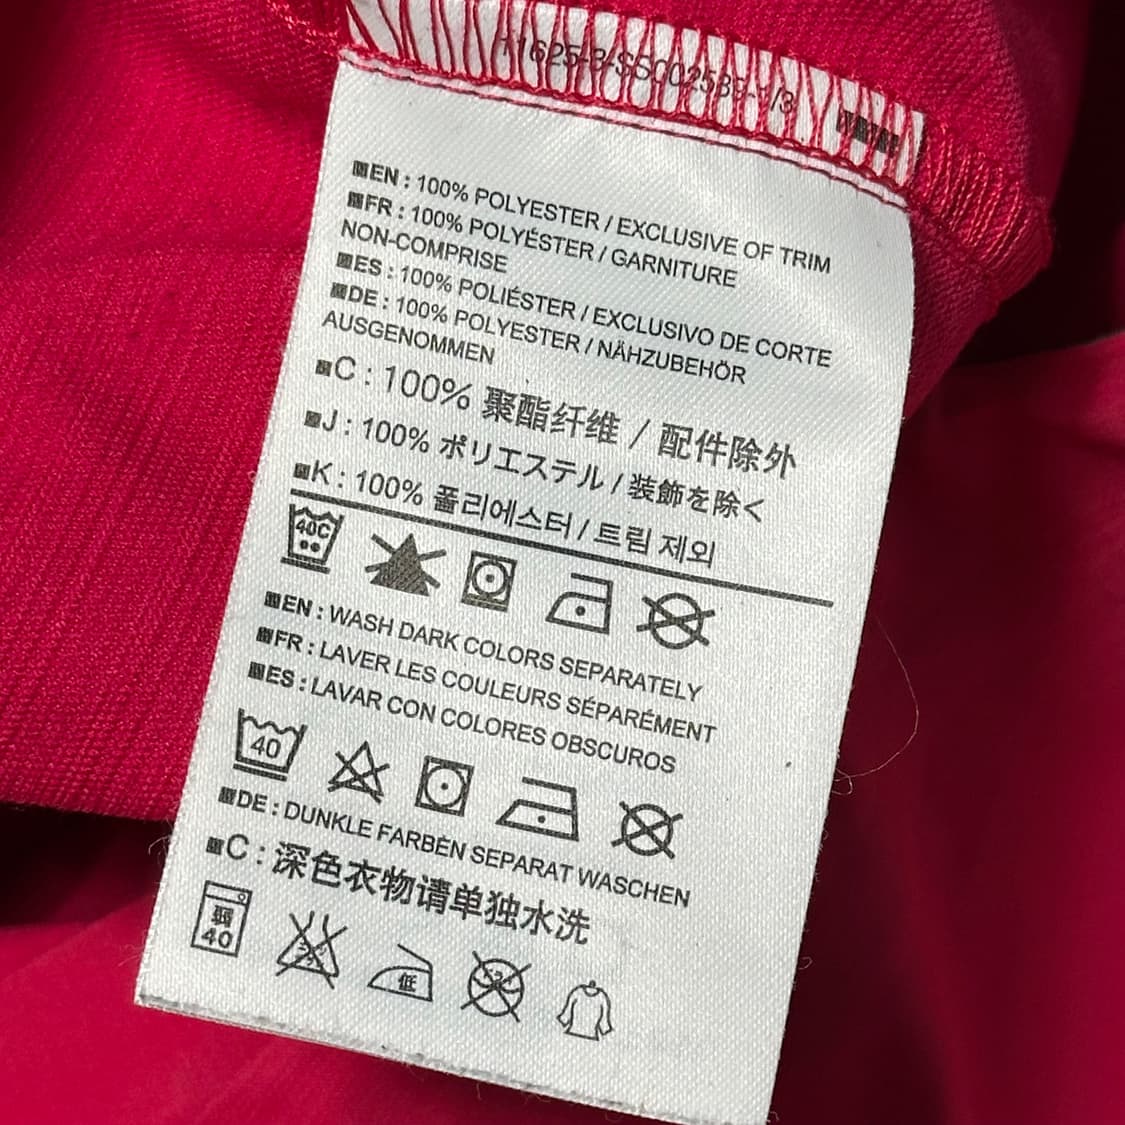 EN : 100% POLYESTER / EXCLUSIVE OF TRIM
FR : 100% POLYÉSTER / GARNITURE
NON-COMPRISE
ES : 100% POLIÉSTER / EXCLUSIVO DE CORTE
DE : 100% POLYESTER / NÄHZUBEHÖR
AUSGENOMMEN
C : 100% 聚酯纤维 / 配件除外
J : 100% ポリエステル / 装飾を除く
K : 100% 폴리에스터 / 트림 제외
40C
EN : WASH DARK COLORS SEPARATELY
FR : LAVER LES COULEURS SÉPARÉMENT
ES : LAVAR CON COLORES OBSCUROS
40
DE : DUNKLE FARBEN SEPARAT WASCHEN
C : 深色衣物请单独水洗
弱
40
低